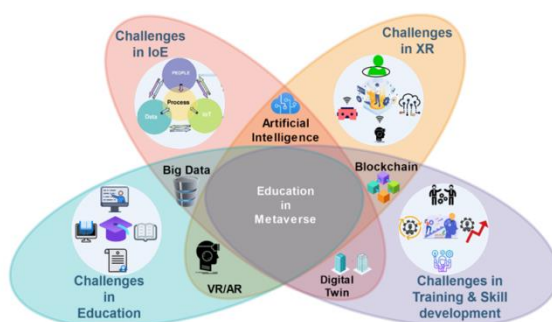 Challenges
in IoE
Challenges
in XR
PEOPLE
Process
Data
IoT
Artificial
Intelligence
Big Data
Blockchain
Education
in
Metaverse
Challenges
in
Education
VR/AR
Digital
Twin
Challenges in
Training & Skill
development